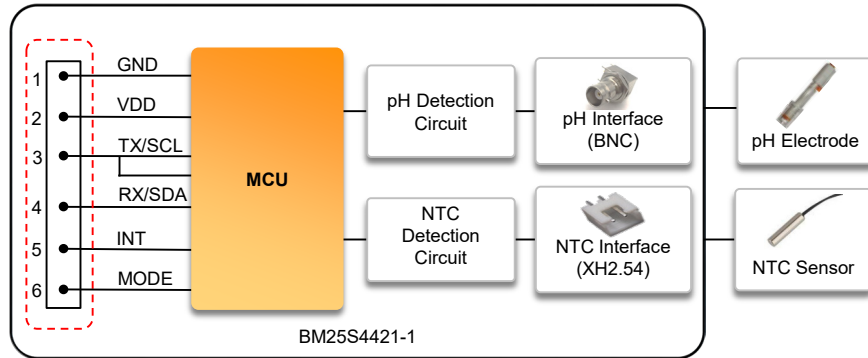 1
GND
2
VDD
3
TX/SCL
4
RX/SDA
5
INT
6
MODE
MCU
pH Detection
Circuit
pH Interface
(BNC)
pH Electrode
NTC
Detection
Circuit
NTC Interface
(XH2.54)
NTC Sensor
BM25S4421-1